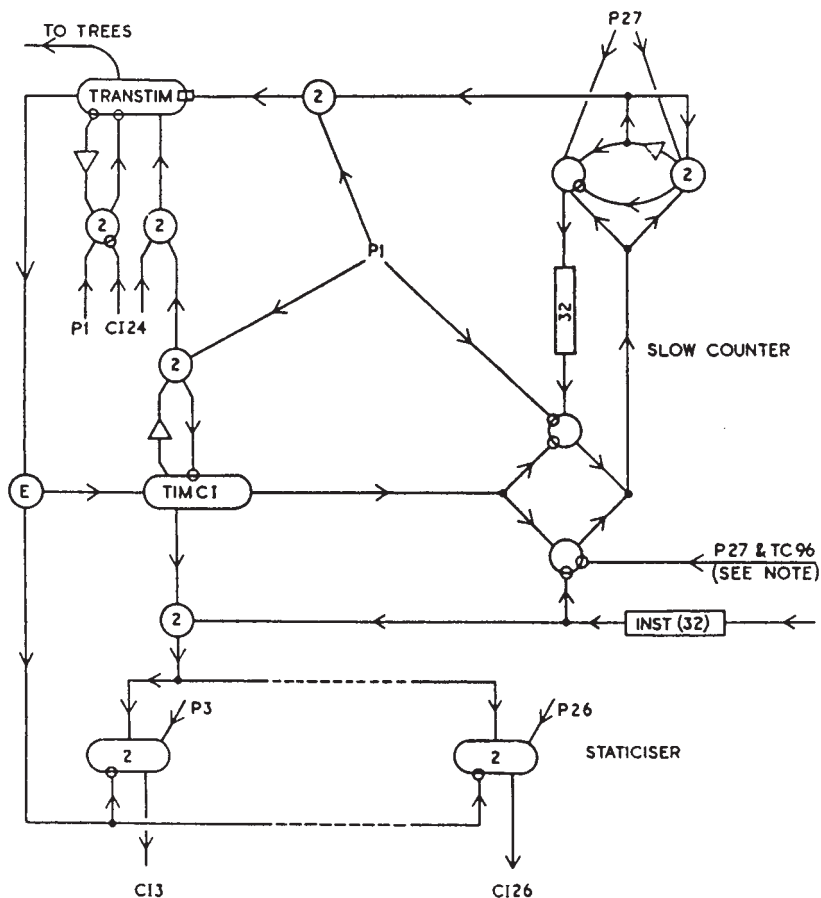 TO TREES
P27
TRANSTIM
2
2
2
2
P1
P1 CI24
32
SLOW COUNTER
2
E
TIMCI
P27 & TC96
(SEE NOTE)
2
INST (32)
P3
P26
2
2
STATICISER
CI3
CI26